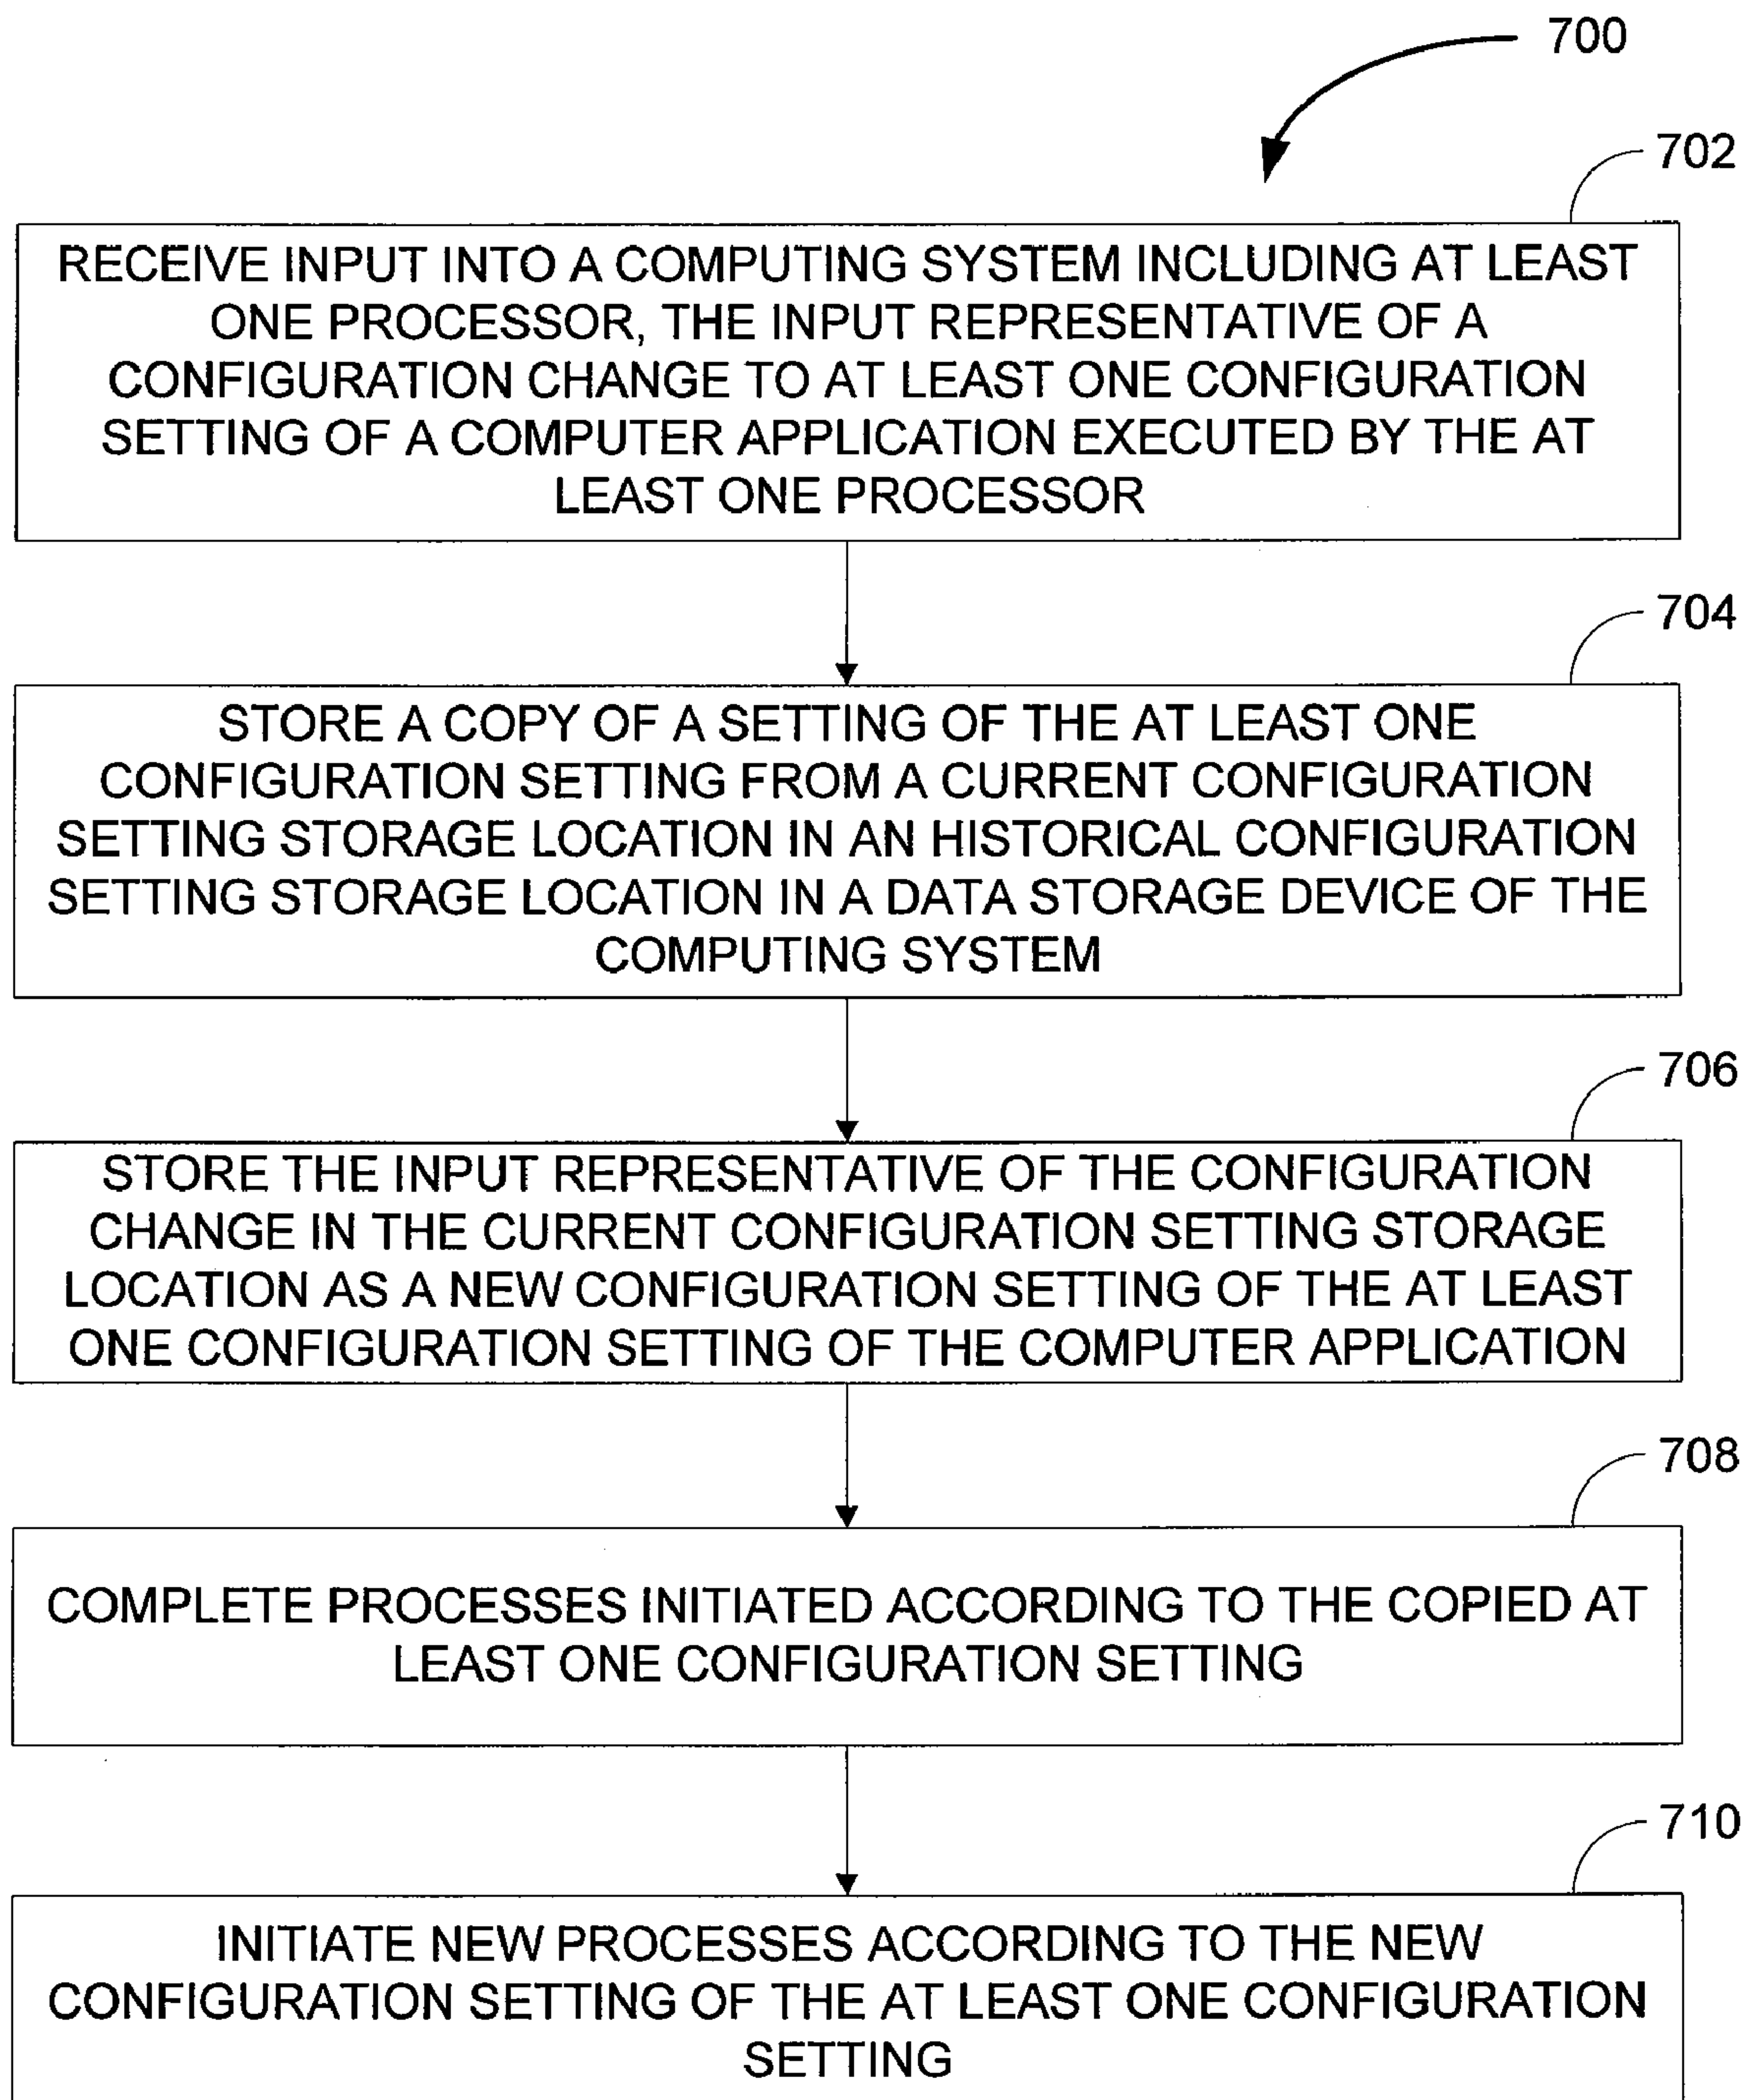 700
702
RECEIVE INPUT INTO A COMPUTING SYSTEM INCLUDING AT LEAST
ONE PROCESSOR, THE INPUT REPRESENTATIVE OF A
CONFIGURATION CHANGE TO AT LEAST ONE CONFIGURATION
SETTING OF A COMPUTER APPLICATION EXECUTED BY THE AT
LEAST ONE PROCESSOR
704
STORE A COPY OF A SETTING OF THE AT LEAST ONE
CONFIGURATION SETTING FROM A CURRENT CONFIGURATION
SETTING STORAGE LOCATION IN AN HISTORICAL CONFIGURATION
SETTING STORAGE LOCATION IN A DATA STORAGE DEVICE OF THE
COMPUTING SYSTEM
706
STORE THE INPUT REPRESENTATIVE OF THE CONFIGURATION
CHANGE IN THE CURRENT CONFIGURATION SETTING STORAGE
LOCATION AS A NEW CONFIGURATION SETTING OF THE AT LEAST
ONE CONFIGURATION SETTING OF THE COMPUTER APPLICATION
708
COMPLETE PROCESSES INITIATED ACCORDING TO THE COPIED AT
LEAST ONE CONFIGURATION SETTING
710
INITIATE NEW PROCESSES ACCORDING TO THE NEW
CONFIGURATION SETTING OF THE AT LEAST ONE CONFIGURATION
SETTING